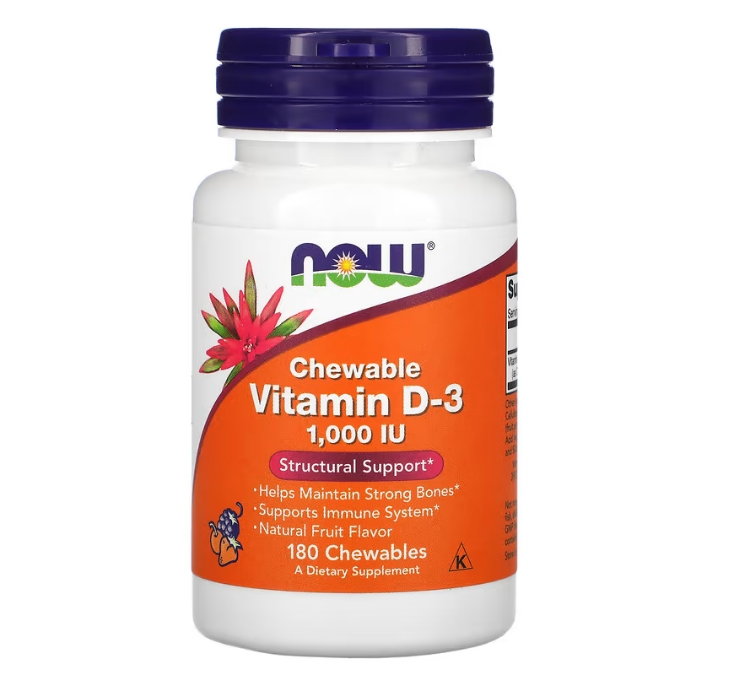 now®
Chewable
Vitamin D-3
1,000 IU
Structural Support*
· Helps Maintain Strong Bones*
· Supports Immune System*
· Natural Fruit Flavor
180 Chewables
A Dietary Supplement
K